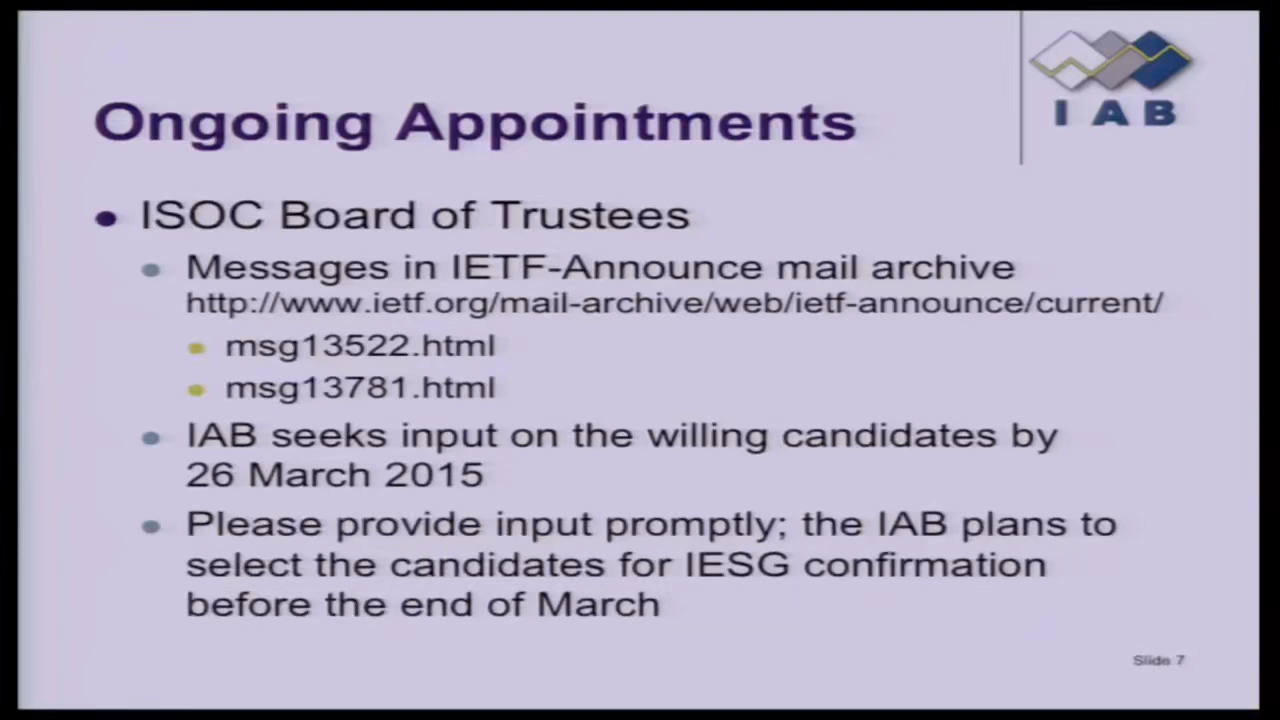 IAB
Ongoing Appointments
ISOC Board of Trustees
Messages in IETF-Announce mail archive
http://www.ietf.org/mail-archive/web/ietf-announce/current/
msg13522.html
msg13781.html
IAB seeks input on the willing candidates by
26 March 2015
Please provide input promptly; the IAB plans to
select the candidates for IESG confirmation
before the end of March
Slide 7